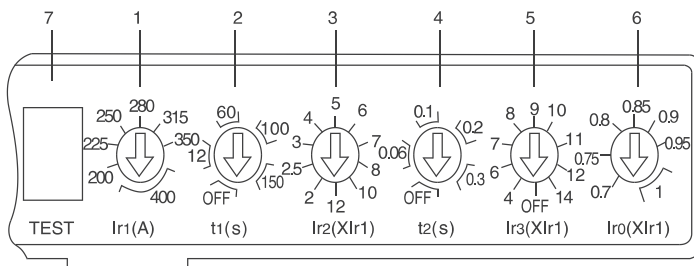 7 1 2 3 4 5 6
200 225 250 280 315 350 400
12 60 100 150 OFF
2 2.5 3 4 5 6 7 8 10 12
0.06 0.1 0.2 0.3 OFF
4 6 7 8 9 10 11 12 14 OFF
0.7 0.75 0.8 0.85 0.9 0.95 1
TEST Ir1(A) t1(s) Ir2(XIr1) t2(s) Ir3(XIr1) Ir0(XIr1)